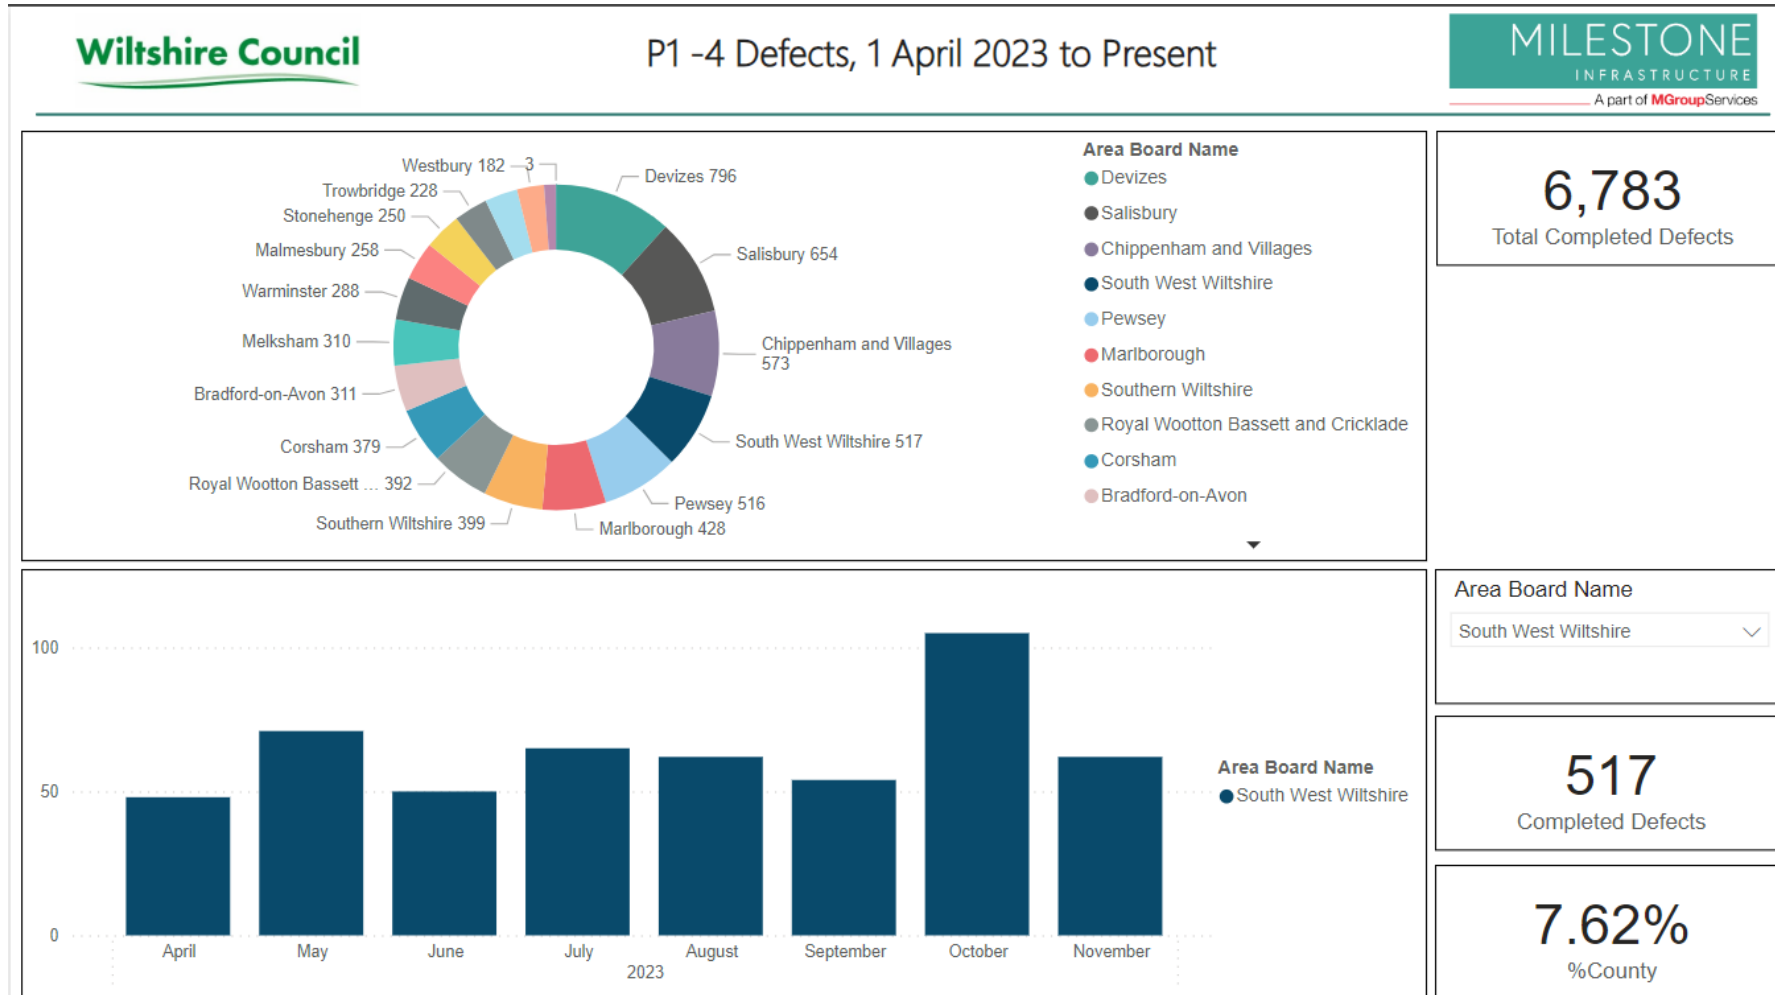 Wiltshire Council
P1 -4 Defects, 1 April 2023 to Present
MILESTONE
INFRASTRUCTURE
A part of MGroupServices
Westbury 182
3
Trowbridge 228
Stonehenge 250
Malmesbury 258
Warminster 288
Melksham 310
Bradford-on-Avon 311
Corsham 379
Royal Wootton Bassett ... 392
Southern Wiltshire 399
Devizes 796
Salisbury 654
Chippenham and Villages
573
South West Wiltshire 517
Pewsey 516
Marlborough 428
Area Board Name
Devizes
Salisbury
Chippenham and Villages
South West Wiltshire
Pewsey
Marlborough
Southern Wiltshire
Royal Wootton Bassett and Cricklade
Corsham
Bradford-on-Avon
6,783
Total Completed Defects
100
50
0
April
May
June
July
August
September
October
November
2023
Area Board Name
South West Wiltshire
Area Board Name
South West Wiltshire
517
Completed Defects
7.62%
%County